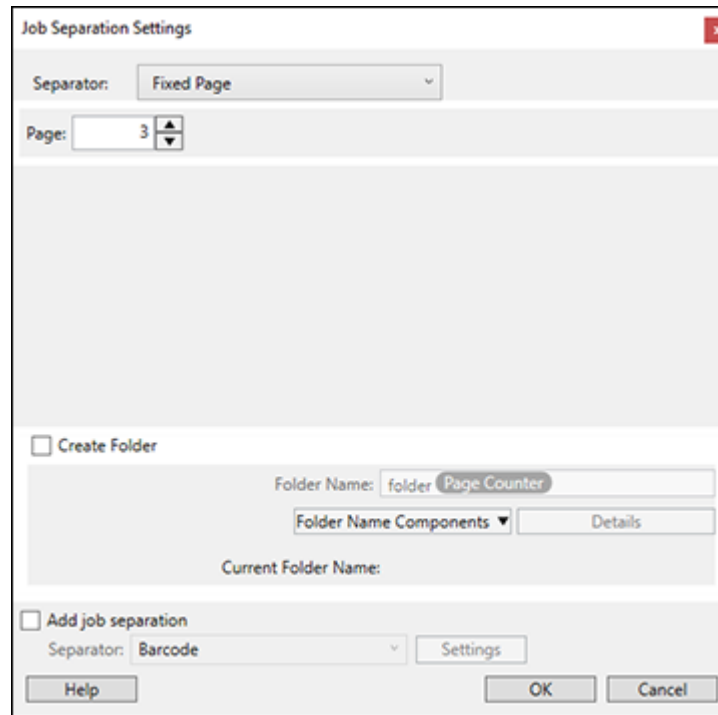 Job Separation Settings
Separator: Fixed Page
Page: 3
Create Folder
Folder Name: folder Page Counter
Folder Name Components ▼ Details
Current Folder Name:
Add job separation
Separator: Barcode Settings
Help OK Cancel